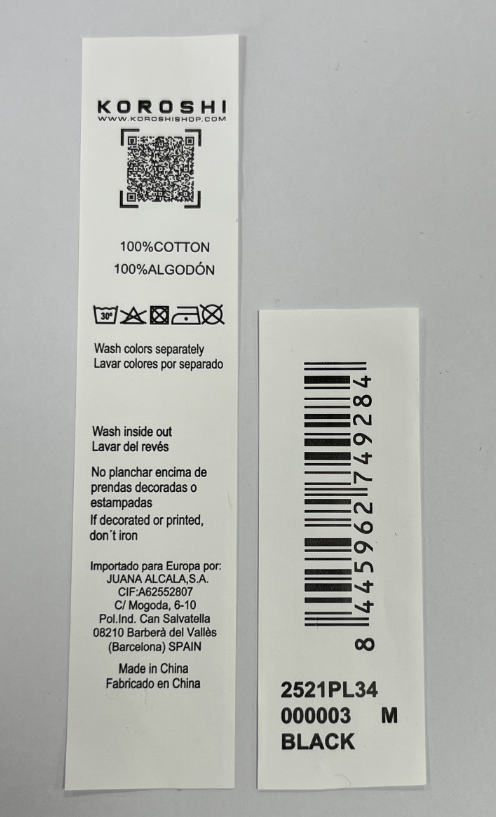 KOROSHI
WWW.KOROSHISHOP.COM
100%COTTON
100%ALGODÓN
30°
Wash colors separately
Lavar colores por separado
Wash inside out
Lavar del revés
No planchar encima de
prendas decoradas o
estampadas
If decorated or printed,
don´t iron
Importado para Europa por:
JUANA ALCALA,S.A.
CIF:A62552807
C/ Mogoda, 6-10
Pol.Ind. Can Salvatella
08210 Barberà del Vallès
(Barcelona) SPAIN
Made in China
Fabricado en China
8 445962 749284
2521PL34
000003 M
BLACK